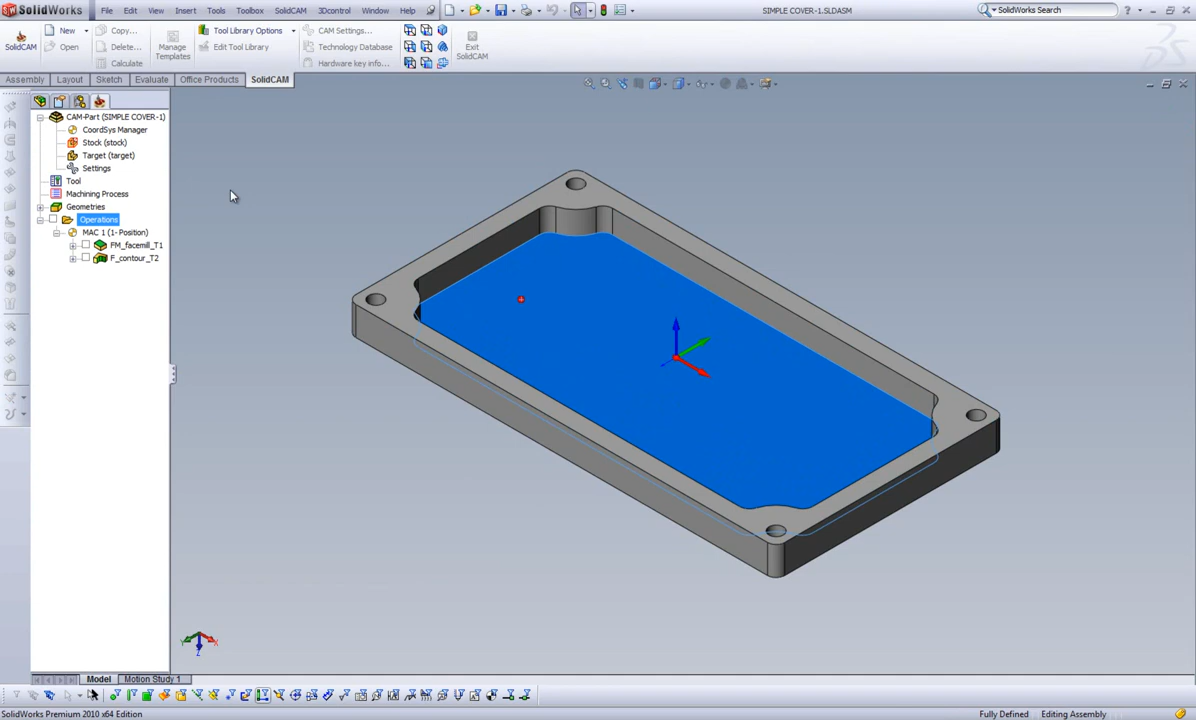 SolidWorks File Edit View Insert Tools Toolbox SolidCAM 3Dcontrol Window Help SIMPLE COVER-1.SLDASM SolidWorks Search
SolidCAM New Open Copy... Delete... Calculate Manage Templates Tool Library Options Edit Tool Library CAM Settings... Technology Database Hardware key info... Exit SolidCAM
Assembly Layout Sketch Evaluate Office Products SolidCAM
CAM-Part (SIMPLE COVER-1)
CoordSys Manager
Stock (stock)
Target (target)
Settings
Tool
Machining Process
Geometries
Operations
MAC 1 (1- Position)
FM_facemill_T1
F_contour_T2
Model Motion Study 1
SolidWorks Premium 2010 x64 Edition Fully Defined Editing Assembly